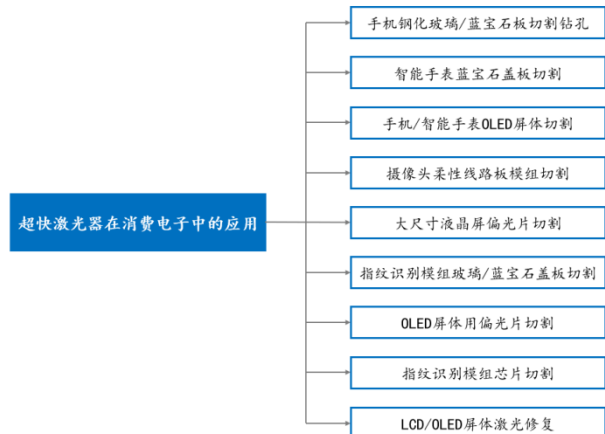 超快激光器在消费电子中的应用
手机钢化玻璃/蓝宝石板切割钻孔
智能手表蓝宝石盖板切割
手机/智能手表OLED屏体切割
摄像头柔性线路板模组切割
大尺寸液晶屏偏光片切割
指纹识别模组玻璃/蓝宝石盖板切割
OLED屏体用偏光片切割
指纹识别模组芯片切割
LCD/OLED屏体激光修复